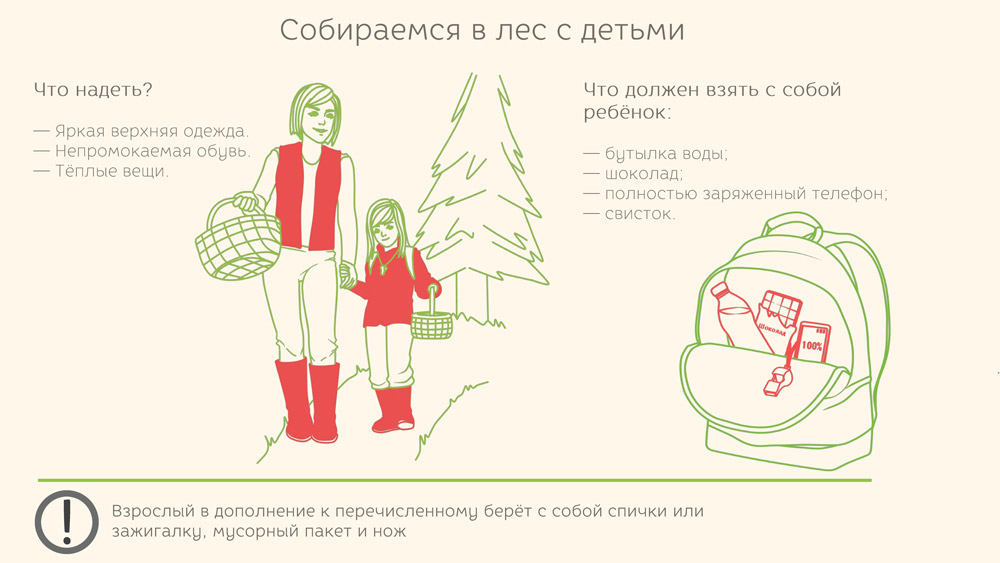 Собираемся в лес с детьми
Что надеть?
— Яркая верхняя одежда.
— Непромокаемая обувь.
— Тёплые вещи.
Что должен взять с собой
ребёнок:
— бутылка воды;
— шоколад;
— полностью заряженный телефон;
— свисток.
ШОКОЛАД
100%
Взрослый в дополнение к перечисленному берёт с собой спички или
зажигалку, мусорный пакет и нож